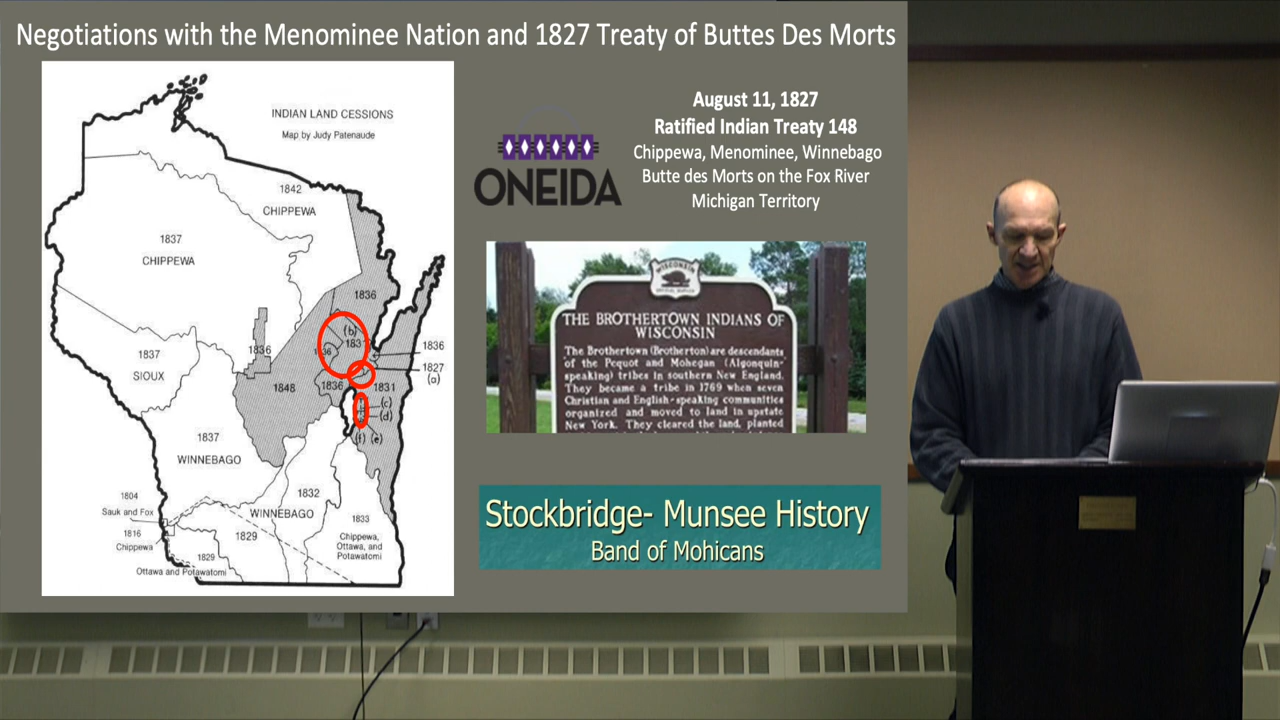 Negotiations with the Menominee Nation and 1827 Treaty of Buttes Des Morts
INDIAN LAND CESSIONS
Map by Judy Patenaude
1842
CHIPPEWA
1837
CHIPPEWA
1836
(b)
1836
1836
1827
(a)
1837
SIOUX
1848
1836
1831
(c)
(d)
(f) (e)
1837
WINNEBAGO
1832
WINNEBAGO
1804
Sauk and Fox
1816
Chippewa
1829
1829
Ottawa and Potawatomi
1833
Chippewa,
Ottawa, and
Potawatomi
ONEIDA
August 11, 1827
Ratified Indian Treaty 148
Chippewa, Menominee, Winnebago
Butte des Morts on the Fox River
Michigan Territory
WISCONSIN
THE BROTHERTOWN INDIANS OF
WISCONSIN
The Brothertown (Brotherton) are descendants
of the Pequot and Mohegan (Algonquin-
speaking) tribes in southern New England.
They became a tribe in 1769 when seven
Christian and English-speaking communities
organized and moved to land in upstate
New York. They cleared the land, planted
Stockbridge- Munsee History
Band of Mohicans